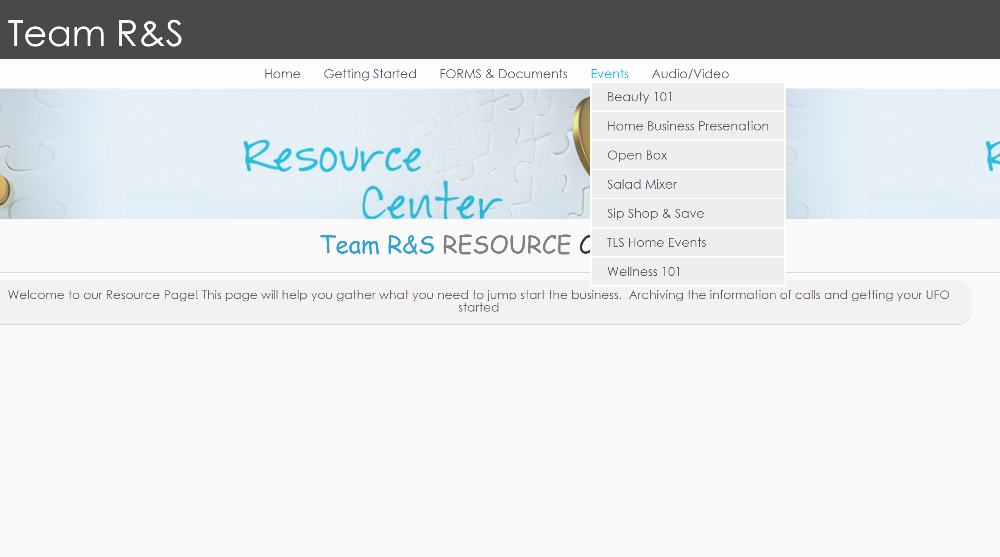 Team R&S
Home Getting Started FORMS & Documents Events Audio/Video
Beauty 101
Home Business Presenation
Open Box
Salad Mixer
Sip Shop & Save
TLS Home Events
Wellness 101
Resource
Center
Team R&S RESOURCE
Welcome to our Resource Page! This page will help you gather what you need to jump start the business. Archiving the information of calls and getting your UFO
started